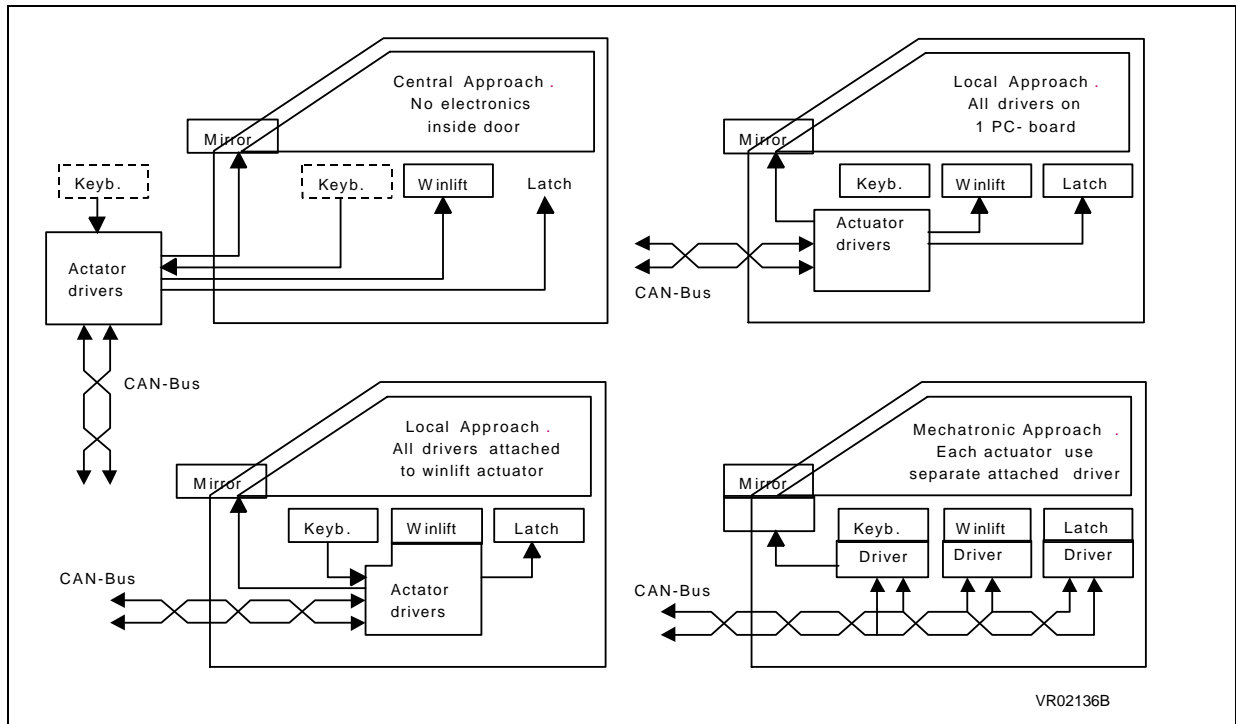 Central Approach .
No electronics
inside door
Mirror
Keyb.
Keyb.
Winlift
Latch
Actator
drivers
CAN-Bus
Local Approach .
All drivers on
1 PC- board
Mirror
Keyb.
Winlift
Latch
Actuator
drivers
CAN-Bus
Local Approach .
All drivers attached
to winlift actuator
Mirror
Keyb.
Winlift
Latch
CAN-Bus
Actator
drivers
Mechatronic Approach .
Each actuator use
separate attached driver
Mirror
Keyb.
Winlift
Latch
Driver
Driver
Driver
CAN-Bus
VR02136B